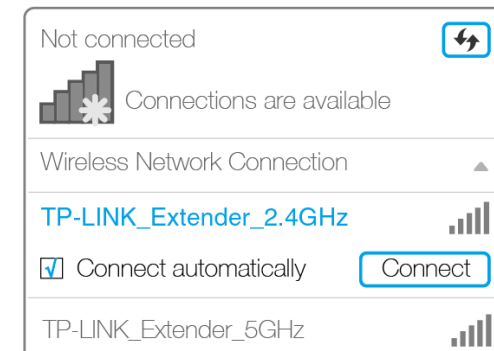 Not connected
Connections are available
Wireless Network Connection
TP-LINK_Extender_2.4GHz
Connect automatically Connect
TP-LINK_Extender_5GHz